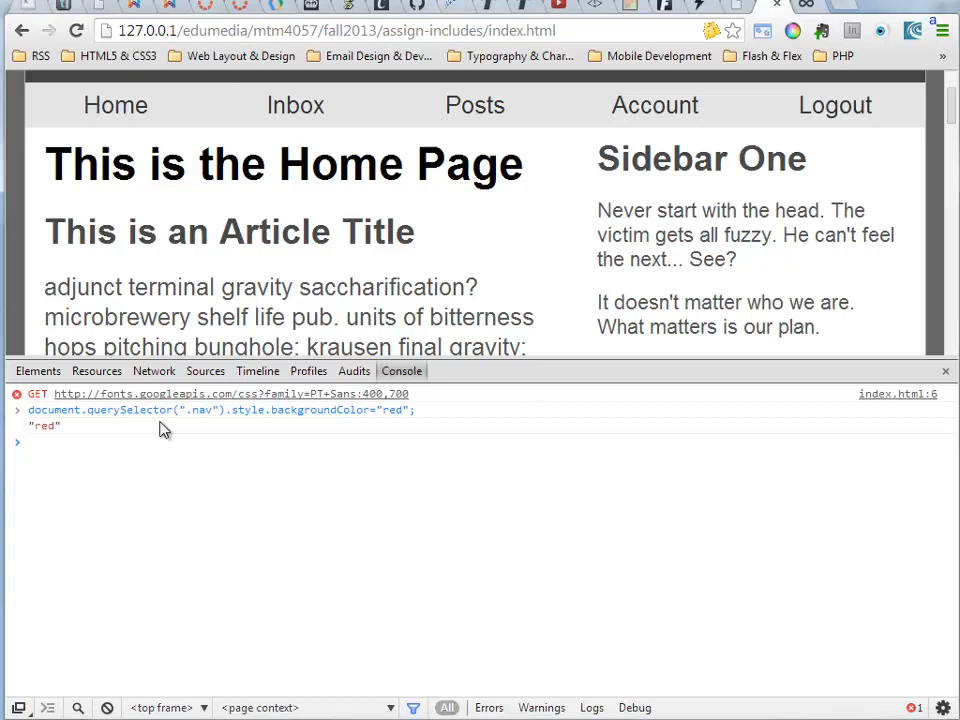 127.0.0.1/edumedia/mtm4057/fall2013/assign-includes/index.html
RSS HTML5 & CSS3 Web Layout & Design Email Design & Dev... Typography & Char... Mobile Development Flash & Flex PHP »
Home Inbox Posts Account Logout
This is the Home Page
This is an Article Title
adjunct terminal gravity saccharification?
microbrewery shelf life pub. units of bitterness
hops pitching bunghole; krausen final gravity;
Sidebar One
Never start with the head. The
victim gets all fuzzy. He can't feel
the next... See?
It doesn't matter who we are.
What matters is our plan.
Elements Resources Network Sources Timeline Profiles Audits Console ×
GET http://fonts.googleapis.com/css?family=PT+Sans:400,700 index.html:6
> document.querySelector(".nav").style.backgroundColor="red";
"red"
>
<top frame> ▼ <page context> ▼ All Errors Warnings Logs Debug 1